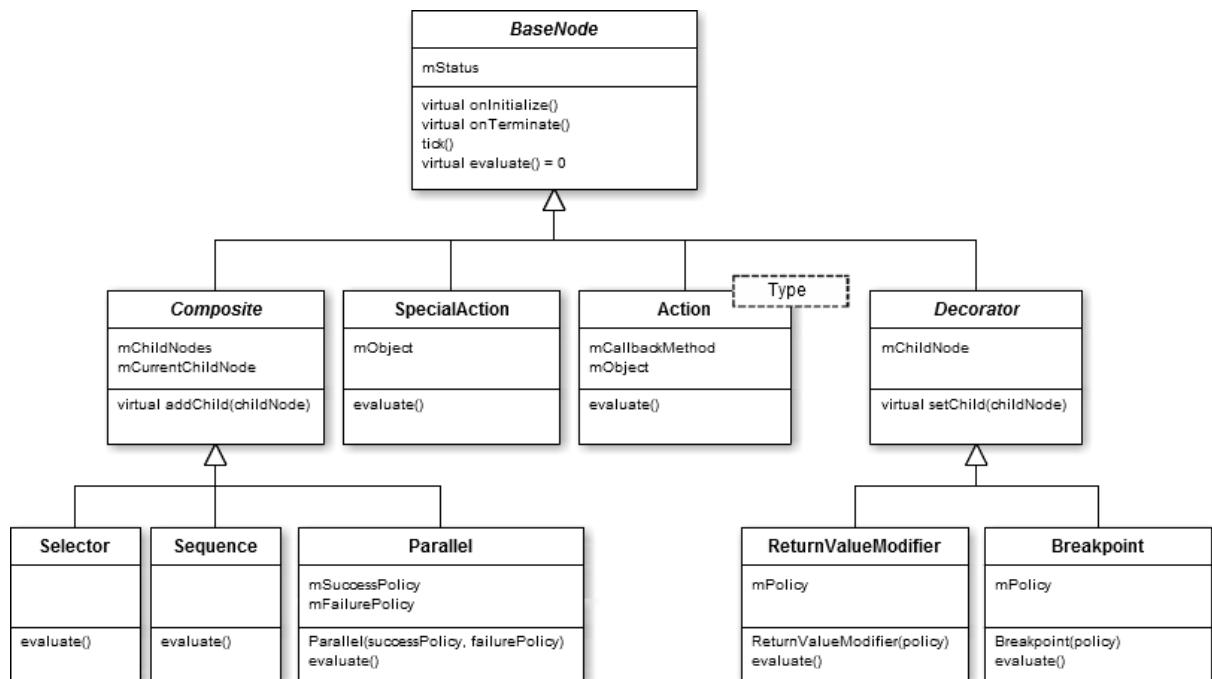 BaseNode
mStatus
virtual onInitialize()
virtual onTerminate()
tick()
virtual evaluate() = 0
Composite
mChildNodes
mCurrentChildNode
virtual addChild(childNode)
SpecialAction
mObject
evaluate()
Type
Action
mCallbackMethod
mObject
evaluate()
Decorator
mChildNode
virtual setChild(childNode)
Selector
evaluate()
Sequence
evaluate()
Parallel
mSuccessPolicy
mFailurePolicy
Parallel(successPolicy, failurePolicy)
evaluate()
ReturnValueModifier
mPolicy
ReturnValueModifier(policy)
evaluate()
Breakpoint
mPolicy
Breakpoint(policy)
evaluate()